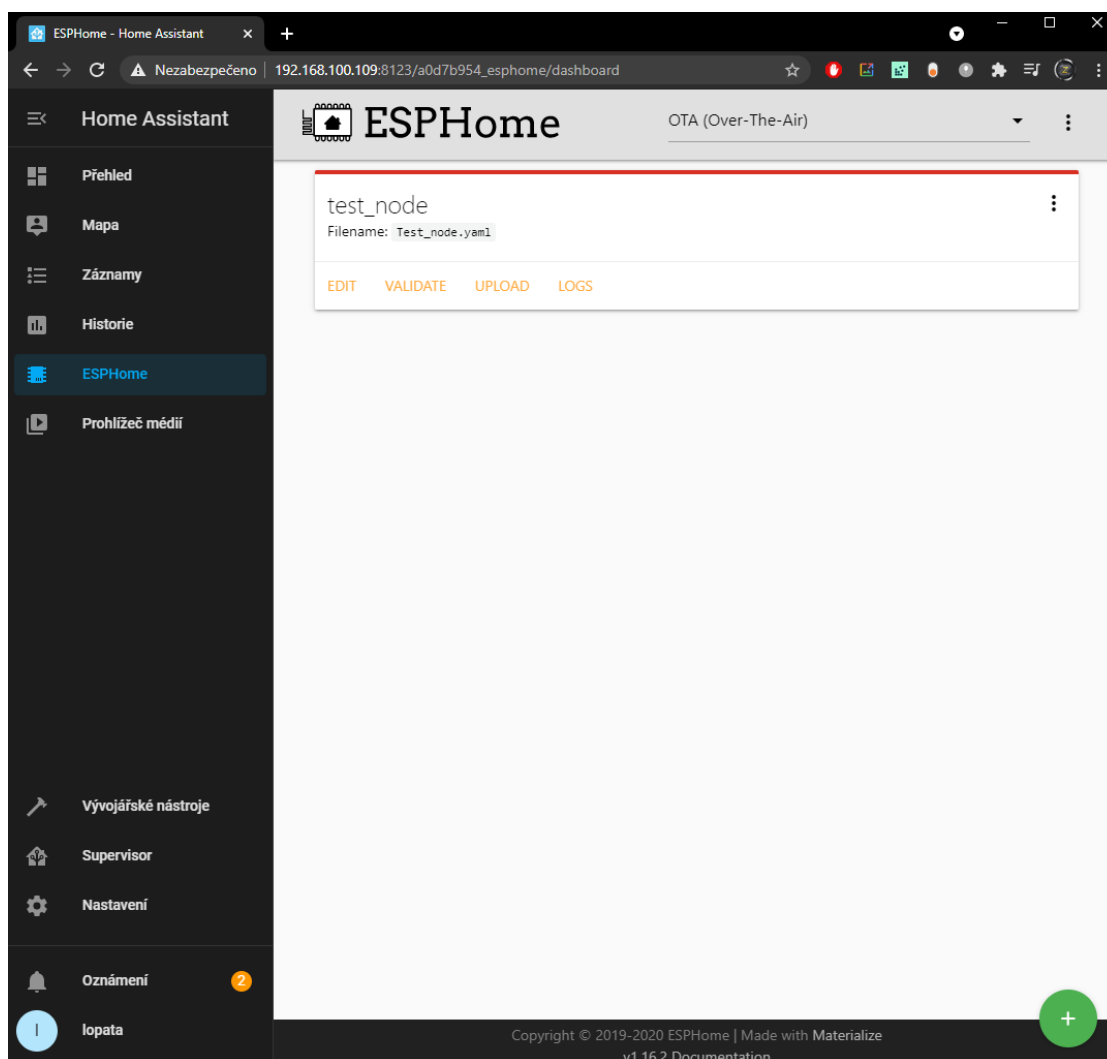 ESPHome - Home Assistant
Nezabezpečeno 192.168.100.109:8123/a0d7b954_esphome/dashboard
Home Assistant
Přehled
Mapa
Záznamy
Historie
ESPHome
Prohlížeč médií
Vývojářské nástroje
Supervisor
Nastavení
Oznámení 2
l lopata
ESPHome
OTA (Over-The-Air)
test_node
Filename: Test_node.yaml
EDIT VALIDATE UPLOAD LOGS
Copyright © 2019-2020 ESPHome | Made with Materialize
v1.16.2 Documentation